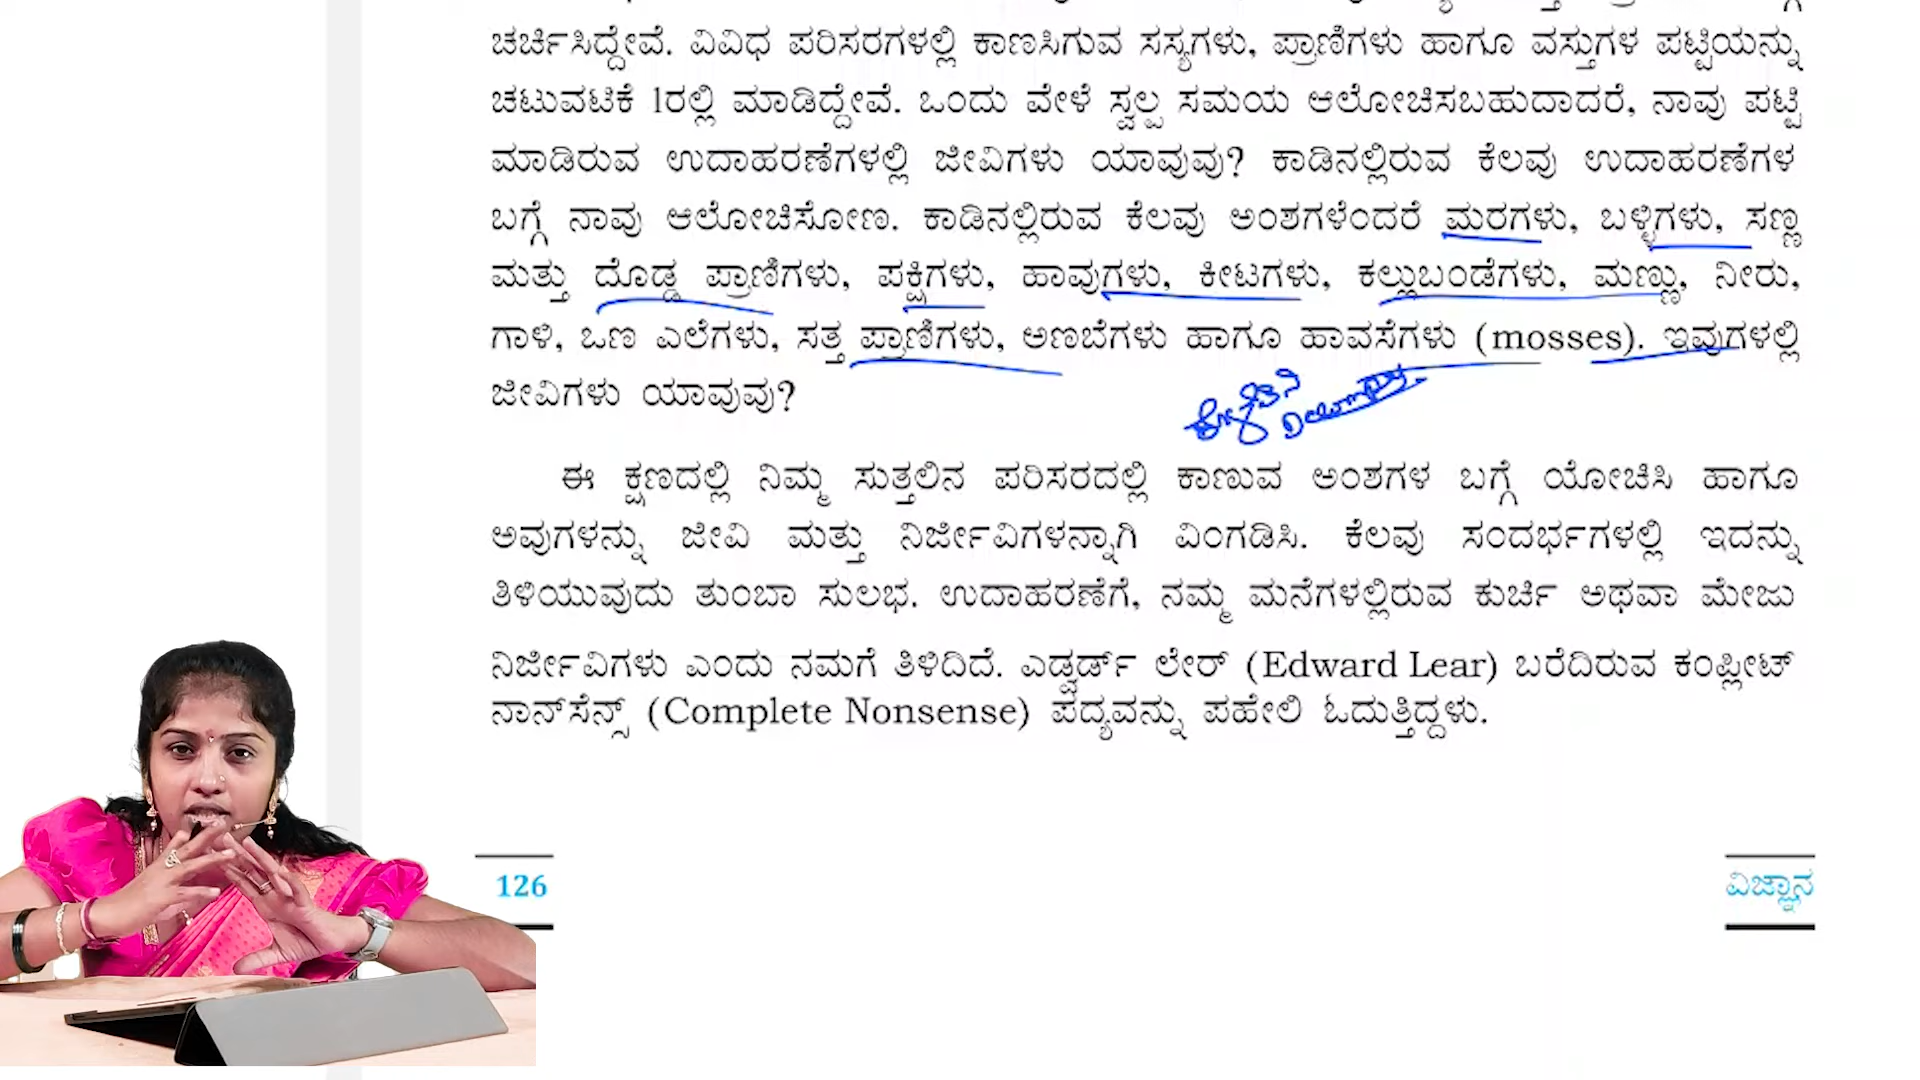 ಚರ್ಚಿಸಿದ್ದೇವೆ. ವಿವಿಧ ಪರಿಸರಗಳಲ್ಲಿ ಕಾಣಸಿಗುವ ಸಸ್ಯಗಳು, ಪ್ರಾಣಿಗಳು ಹಾಗೂ ವಸ್ತುಗಳ ಪಟ್ಟಿಯನ್ನು
ಚಟುವಟಿಕೆ 1ರಲ್ಲಿ ಮಾಡಿದ್ದೇವೆ. ಒಂದು ವೇಳೆ ಸ್ವಲ್ಪ ಸಮಯ ಆಲೋಚಿಸಬಹುದಾದರೆ, ನಾವು ಪಟ್ಟಿ
ಮಾಡಿರುವ ಉದಾಹರಣೆಗಳಲ್ಲಿ ಜೀವಿಗಳು ಯಾವುವು? ಕಾಡಿನಲ್ಲಿರುವ ಕೆಲವು ಉದಾಹರಣೆಗಳ
ಬಗ್ಗೆ ನಾವು ಆಲೋಚಿಸೋಣ. ಕಾಡಿನಲ್ಲಿರುವ ಕೆಲವು ಅಂಶಗಳೆಂದರೆ ಮರಗಳು, ಬಳ್ಳಿಗಳು, ಸಣ್ಣ
ಮತ್ತು ದೊಡ್ಡ ಪ್ರಾಣಿಗಳು, ಪಕ್ಷಿಗಳು, ಹಾವುಗಳು, ಕೀಟಗಳು, ಕಲ್ಲುಬಂಡೆಗಳು, ಮಣ್ಣು, ನೀರು,
ಗಾಳಿ, ಒಣ ಎಲೆಗಳು, ಸತ್ತ ಪ್ರಾಣಿಗಳು, ಅಣಬೆಗಳು ಹಾಗೂ ಹಾವಸೆಗಳು (mosses). ಇವುಗಳಲ್ಲಿ
ಜೀವಿಗಳು ಯಾವುವು?
ಈ ಕ್ಷಣದಲ್ಲಿ ನಿಮ್ಮ ಸುತ್ತಲಿನ ಪರಿಸರದಲ್ಲಿ ಕಾಣುವ ಅಂಶಗಳ ಬಗ್ಗೆ ಯೋಚಿಸಿ ಹಾಗೂ
ಅವುಗಳನ್ನು ಜೀವಿ ಮತ್ತು ನಿರ್ಜೀವಿಗಳನ್ನಾಗಿ ವಿಂಗಡಿಸಿ. ಕೆಲವು ಸಂದರ್ಭಗಳಲ್ಲಿ ಇದನ್ನು
ತಿಳಿಯುವುದು ತುಂಬಾ ಸುಲಭ. ಉದಾಹರಣೆಗೆ, ನಮ್ಮ ಮನೆಗಳಲ್ಲಿರುವ ಕುರ್ಚಿ ಅಥವಾ ಮೇಜು
ನಿರ್ಜೀವಿಗಳು ಎಂದು ನಮಗೆ ತಿಳಿದಿದೆ. ಎಡ್ವರ್ಡ್ ಲೇರ್ (Edward Lear) ಬರೆದಿರುವ ಕಂಪ್ಲೀಟ್
ನಾನ್‌ಸೆನ್ಸ್ (Complete Nonsense) ಪದ್ಯವನ್ನು ಪಹೇಲಿ ಓದುತ್ತಿದ್ದಳು.
126
ವಿಜ್ಞಾನ